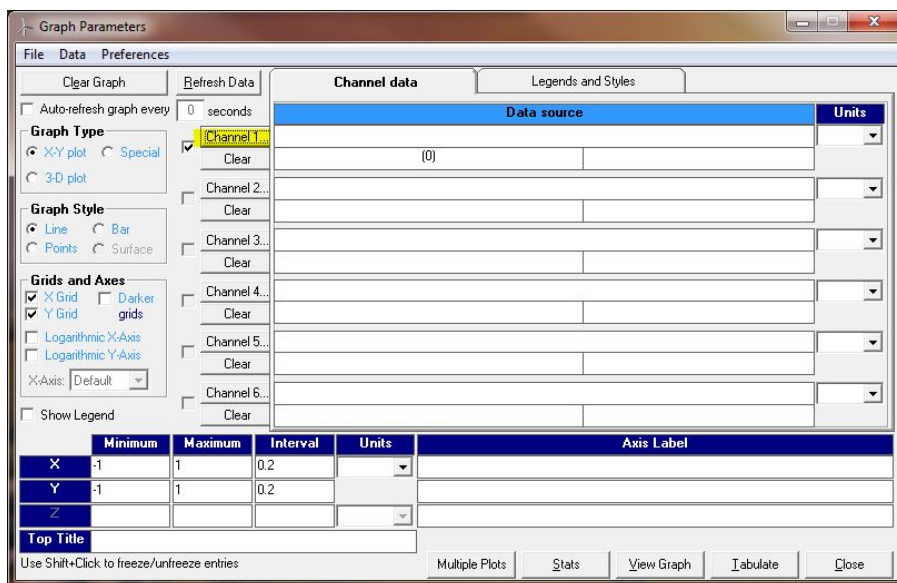 Graph Parameters
File Data Preferences
Clear Graph Refresh Data Channel data Legends and Styles
Auto-refresh graph every 0 seconds
Data source Units
Graph Type
X-Y plot Special
3-D plot
Channel 1...
Clear (0)
Channel 2...
Clear
Graph Style
Line Bar
Points Surface
Channel 3...
Clear
Grids and Axes
X Grid Darker
Y Grid grids
Logarithmic X-Axis
Logarithmic Y-Axis
X-Axis: Default
Channel 4...
Clear
Channel 5...
Clear
Channel 6...
Clear
Show Legend
Minimum Maximum Interval Units Axis Label
X -1 1 0.2
Y -1 1 0.2
Z
Top Title
Use Shift+Click to freeze/unfreeze entries
Multiple Plots Stats View Graph Tabulate Close